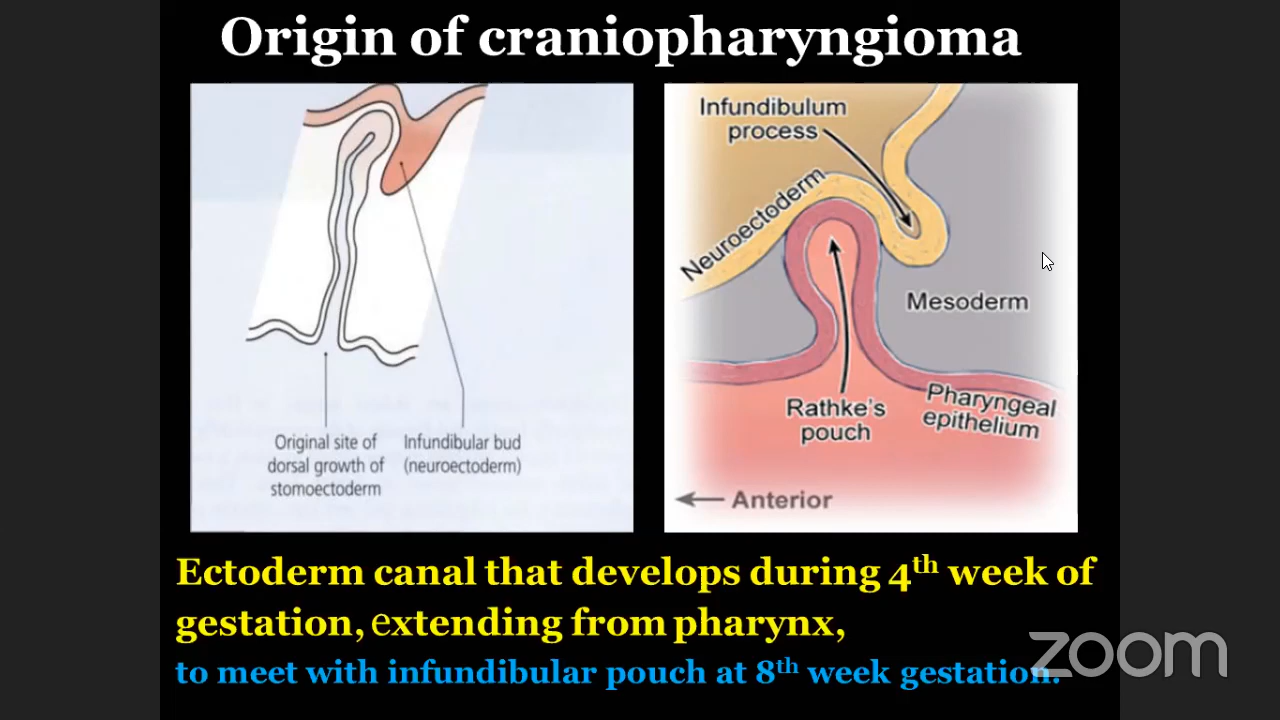 Origin of craniopharyngioma
Original site of
dorsal growth of
stomoectoderm
Infundibular bud
(neuroectoderm)
Infundibulum
process
Neuroectoderm
Mesoderm
Rathke's
pouch
Pharyngeal
epithelium
Anterior
Ectoderm canal that develops during 4th week of
gestation, extending from pharynx,
to meet with infundibular pouch at 8th week gestation.
zoom